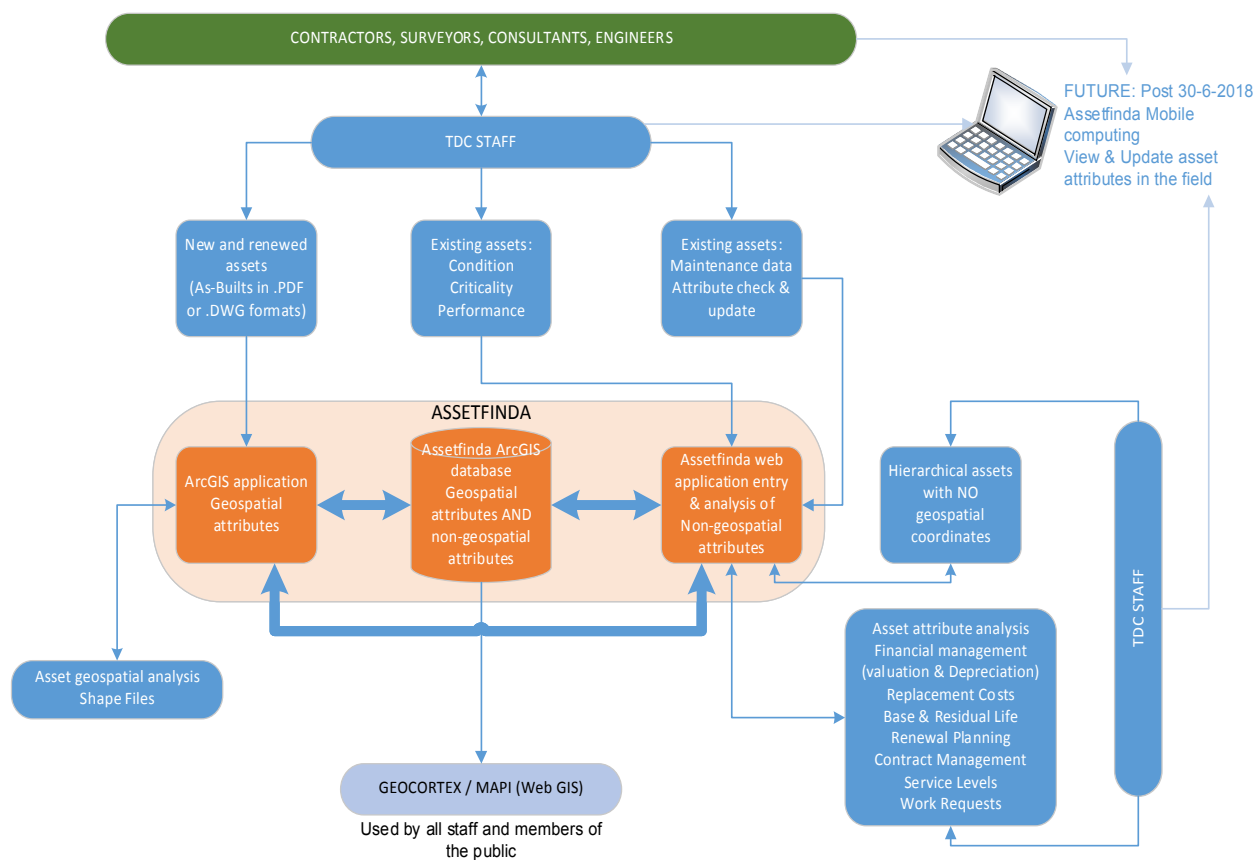 CONTRACTORS, SURVEYORS, CONSULTANTS, ENGINEERS
FUTURE: Post 30-6-2018
Assetfinda Mobile
computing
View & Update asset
attributes in the field
TDC STAFF
New and renewed
assets
(As-Builts in .PDF
or .DWG formats)
Existing assets:
Condition
Criticality
Performance
Existing assets:
Maintenance data
Attribute check &
update
ASSETFINDA
ArcGIS application
Geospatial
attributes
Assetfinda ArcGIS
database
Geospatial
attributes AND
non-geospatial
attributes
Assetfinda web
application entry
& analysis of
Non-geospatial
attributes
Hierarchical assets
with NO
geospatial
coordinates
TDC STAFF
Asset geospatial analysis
Shape Files
Asset attribute analysis
Financial management
(valuation & Depreciation)
Replacement Costs
Base & Residual Life
Renewal Planning
Contract Management
Service Levels
Work Requests
GEOCORTEX / MAPI (Web GIS)
Used by all staff and members of
the public